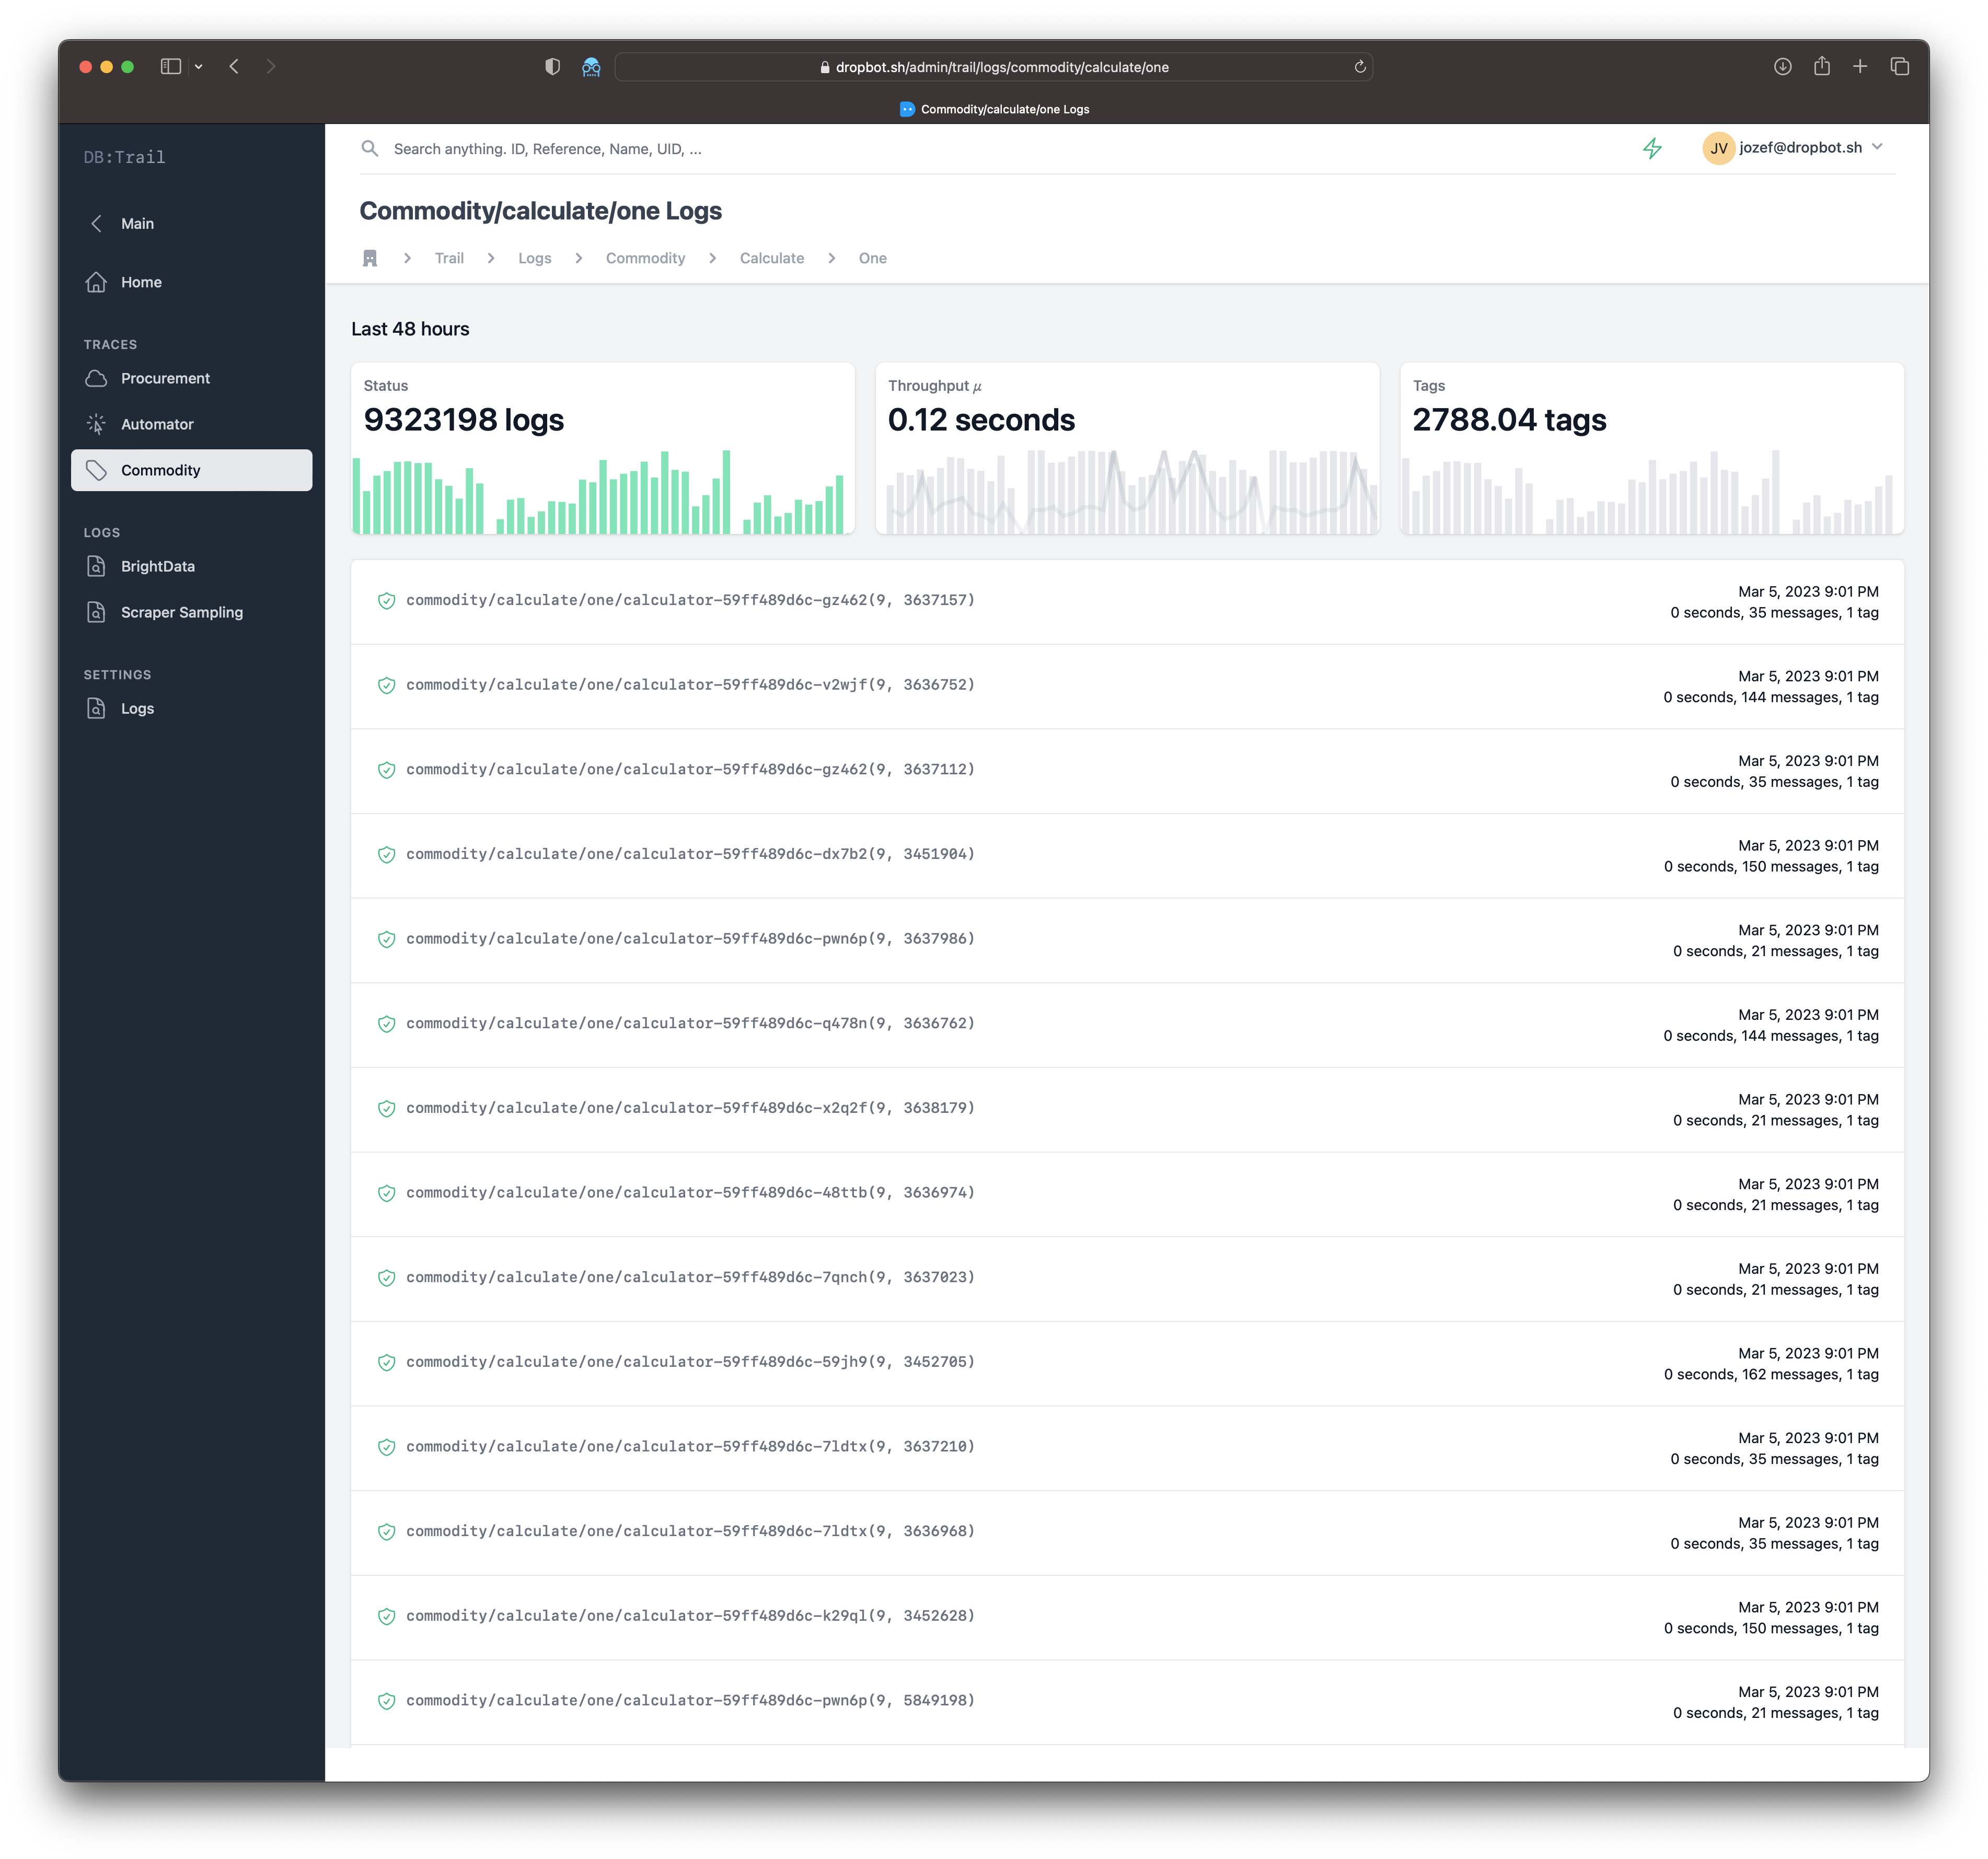 dropbot.sh/admin/trail/logs/commodity/calculate/one
Commodity/calculate/one Logs
DB:Trail
Main
Home
TRACES
Procurement
Automator
Commodity
LOGS
BrightData
Scraper Sampling
SETTINGS
Logs
Search anything. ID, Reference, Name, UID, ...
JV jozef@dropbot.sh
Commodity/calculate/one Logs
Trail Logs Commodity Calculate One
Last 48 hours
Status
9323198 logs
Throughput μ
0.12 seconds
Tags
2788.04 tags
commodity/calculate/one/calculator-59ff489d6c-gz462(9, 3637157)
Mar 5, 2023 9:01 PM
0 seconds, 35 messages, 1 tag
commodity/calculate/one/calculator-59ff489d6c-v2wjf(9, 3636752)
Mar 5, 2023 9:01 PM
0 seconds, 144 messages, 1 tag
commodity/calculate/one/calculator-59ff489d6c-gz462(9, 3637112)
Mar 5, 2023 9:01 PM
0 seconds, 35 messages, 1 tag
commodity/calculate/one/calculator-59ff489d6c-dx7b2(9, 3451904)
Mar 5, 2023 9:01 PM
0 seconds, 150 messages, 1 tag
commodity/calculate/one/calculator-59ff489d6c-pwn6p(9, 3637986)
Mar 5, 2023 9:01 PM
0 seconds, 21 messages, 1 tag
commodity/calculate/one/calculator-59ff489d6c-q478n(9, 3636762)
Mar 5, 2023 9:01 PM
0 seconds, 144 messages, 1 tag
commodity/calculate/one/calculator-59ff489d6c-x2q2f(9, 3638179)
Mar 5, 2023 9:01 PM
0 seconds, 21 messages, 1 tag
commodity/calculate/one/calculator-59ff489d6c-48ttb(9, 3636974)
Mar 5, 2023 9:01 PM
0 seconds, 21 messages, 1 tag
commodity/calculate/one/calculator-59ff489d6c-7qnch(9, 3637023)
Mar 5, 2023 9:01 PM
0 seconds, 21 messages, 1 tag
commodity/calculate/one/calculator-59ff489d6c-59jh9(9, 3452705)
Mar 5, 2023 9:01 PM
0 seconds, 162 messages, 1 tag
commodity/calculate/one/calculator-59ff489d6c-7ldtx(9, 3637210)
Mar 5, 2023 9:01 PM
0 seconds, 35 messages, 1 tag
commodity/calculate/one/calculator-59ff489d6c-7ldtx(9, 3636968)
Mar 5, 2023 9:01 PM
0 seconds, 35 messages, 1 tag
commodity/calculate/one/calculator-59ff489d6c-k29ql(9, 3452628)
Mar 5, 2023 9:01 PM
0 seconds, 150 messages, 1 tag
commodity/calculate/one/calculator-59ff489d6c-pwn6p(9, 5849198)
Mar 5, 2023 9:01 PM
0 seconds, 21 messages, 1 tag